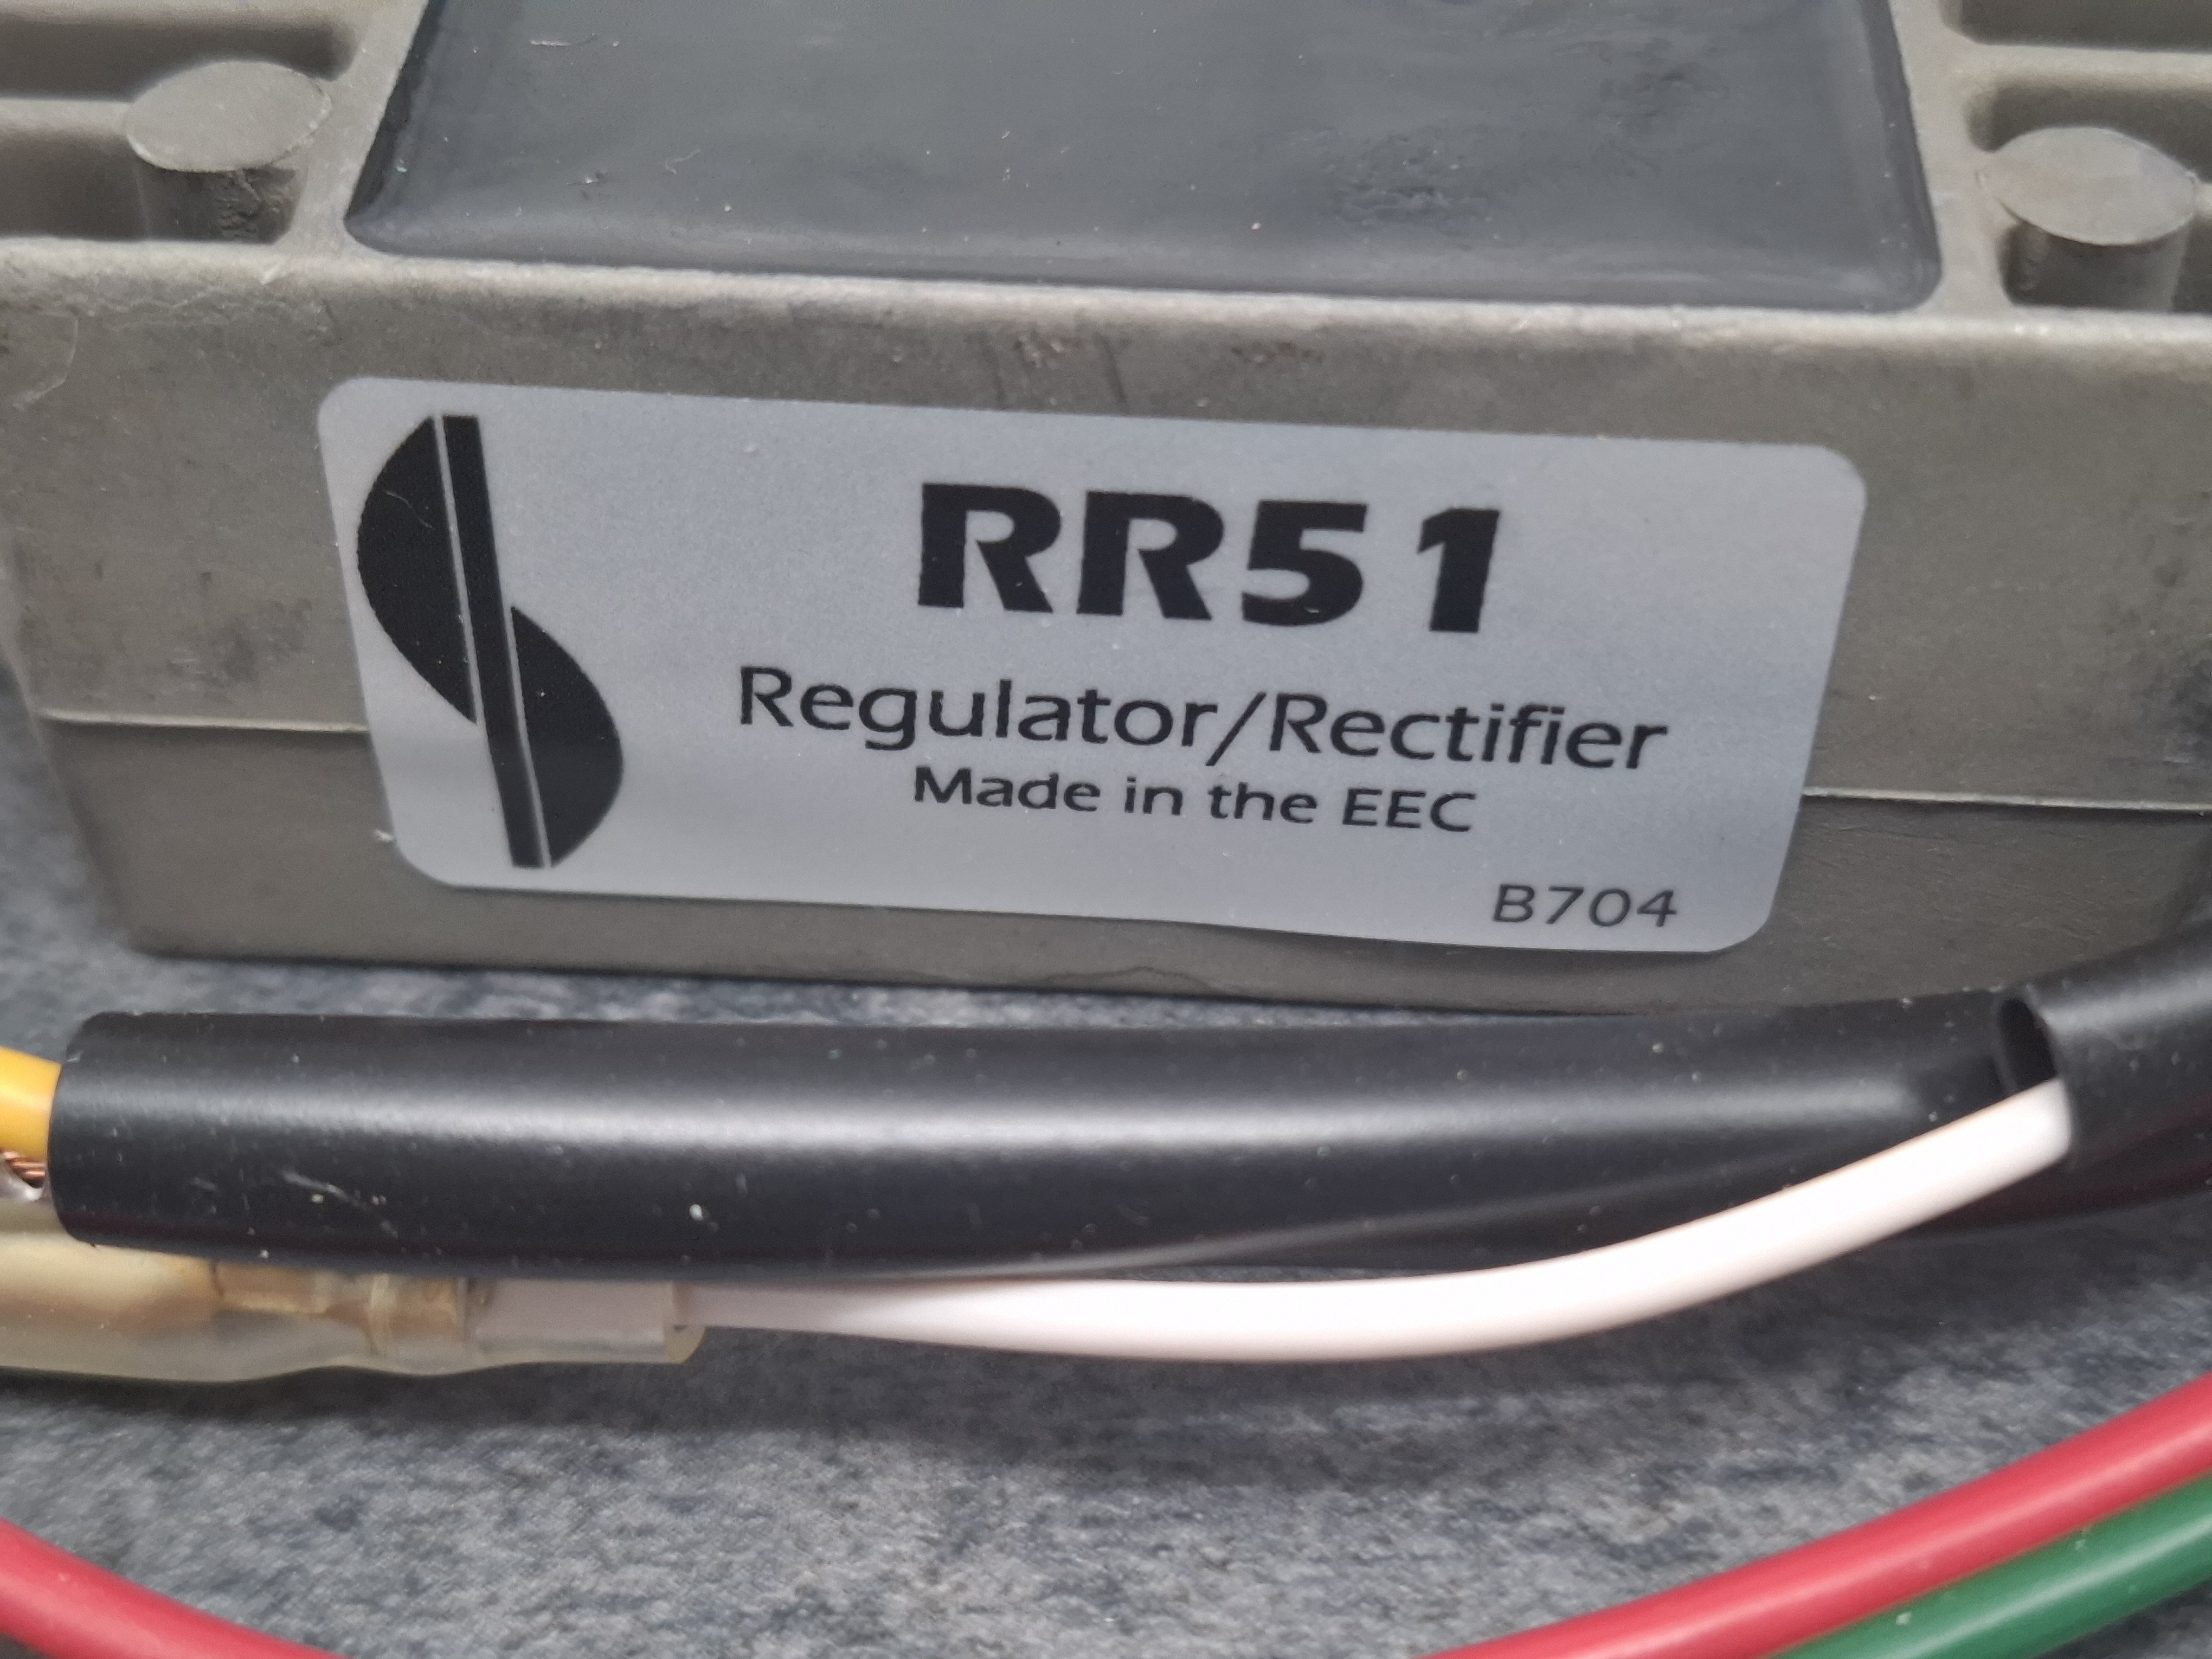 RR51
Regulator/Rectifier
Made in the EEC
B704